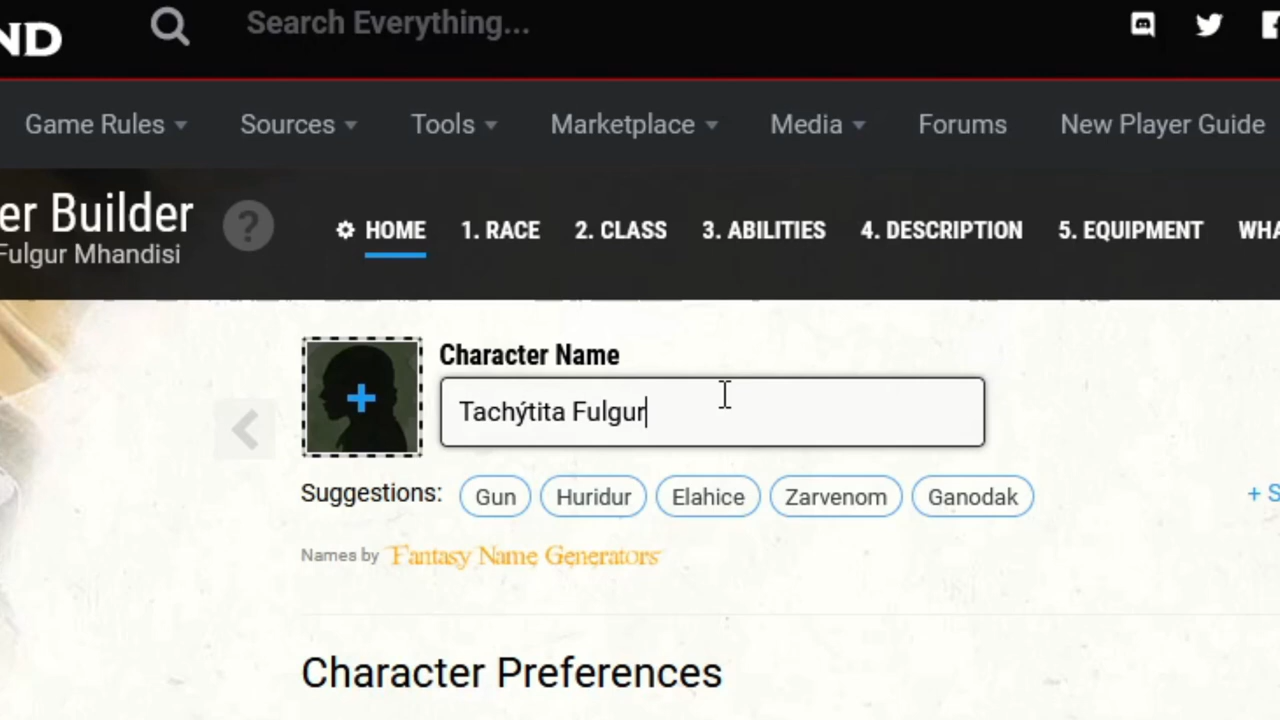 ND Search Everything...
Game Rules Sources Tools Marketplace Media Forums New Player Guide
er Builder ? HOME 1. RACE 2. CLASS 3. ABILITIES 4. DESCRIPTION 5. EQUIPMENT WHA
Fulgur Mhandisi
Character Name
Tachýtita Fulgur
Suggestions: Gun Huridur Elahice Zarvenom Ganodak + S
Names by Fantasy Name Generators
Character Preferences